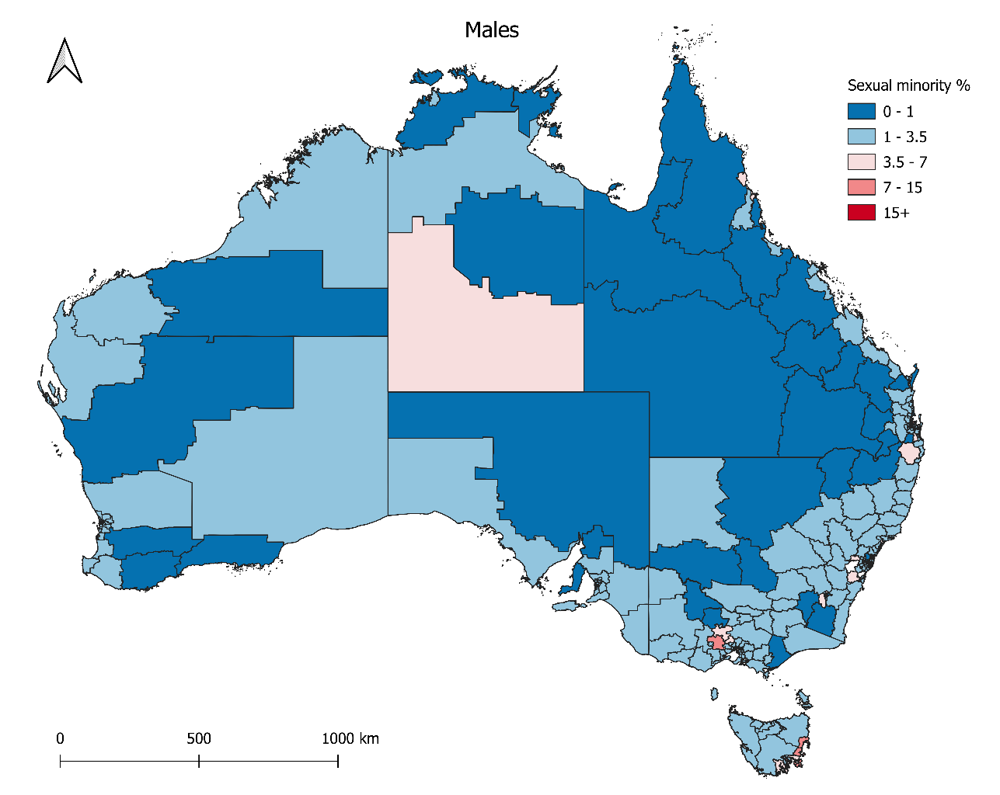 Males
Sexual minority %
0 - 1
1 - 3.5
3.5 - 7
7 - 15
15+
0 500 1000 km